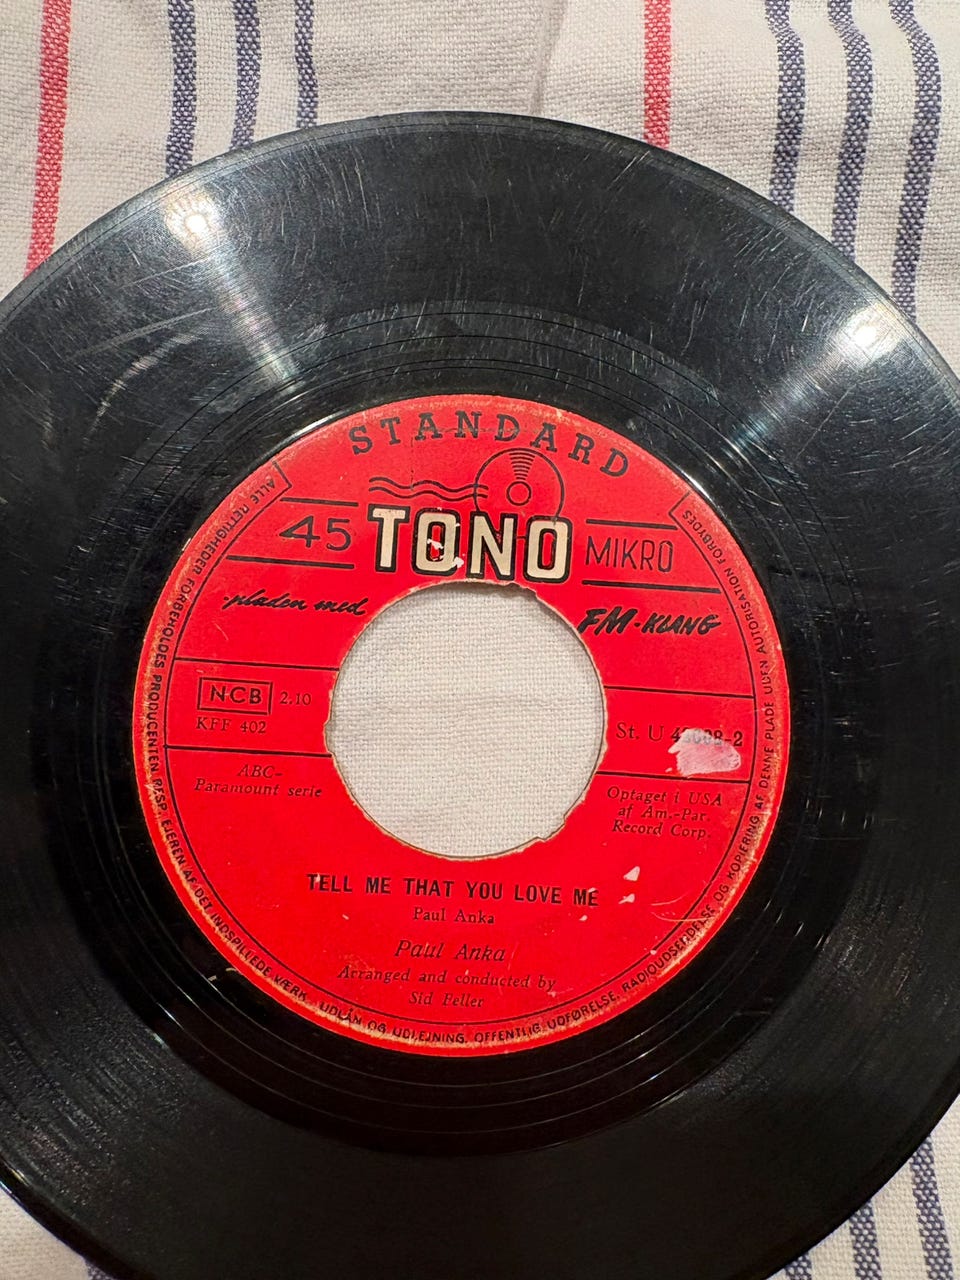 STANDARD
45 TONO MIKRO
-pladen med FM-KLANG
NCB 2.10
KFF 402
St. U -2
ABC-
Paramount serie
Optaget i USA
af Am.-Par.
Record Corp.
TELL ME THAT YOU LOVE ME
Paul Anka
Paul Anka
Arranged and conducted by
Sid Feller
ALLE RETTIGHEDER FORBEHOLDES PRODUCENTEN RESP. EJEREN AF DET INDSPILLEDE VÆRK. UDLÅN OG UDLEJNING, OFFENTLIG UDFØRELSE, RADIOUDSENDELSE OG KOPIERING AF DENNE PLADE UDEN AUTORISATION FORBUDES